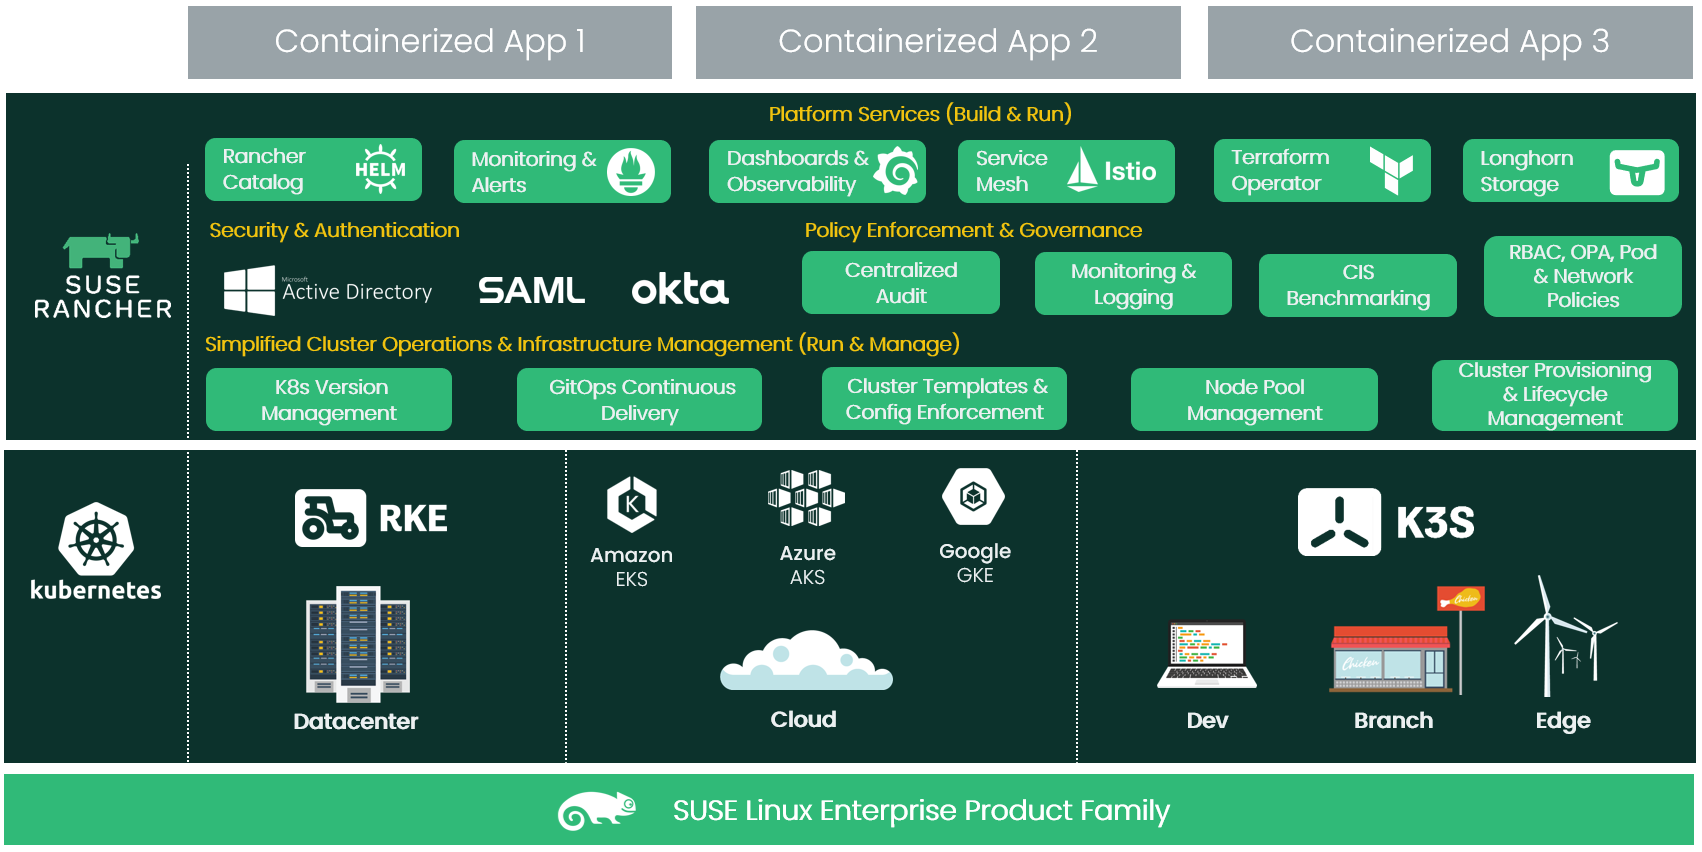 Containerized App 1
Containerized App 2
Containerized App 3
Platform Services (Build & Run)
Rancher
Catalog
HELM
Monitoring &
Alerts
Dashboards &
Observability
Service
Mesh
Istio
Terraform
Operator
Longhorn
Storage
SUSE
RANCHER
Security & Authentication
Microsoft
Active Directory
SAML
okta
Policy Enforcement & Governance
Centralized
Audit
Monitoring &
Logging
CIS
Benchmarking
RBAC, OPA, Pod
& Network
Policies
Simplified Cluster Operations & Infrastructure Management (Run & Manage)
K8s Version
Management
GitOps Continuous
Delivery
Cluster Templates &
Config Enforcement
Node Pool
Management
Cluster Provisioning
& Lifecycle
Management
kubernetes
RKE
Datacenter
K
Amazon
EKS
Azure
AKS
Google
GKE
Cloud
K3S
Dev
Chicken
Chicken
Branch
Edge
SUSE Linux Enterprise Product Family